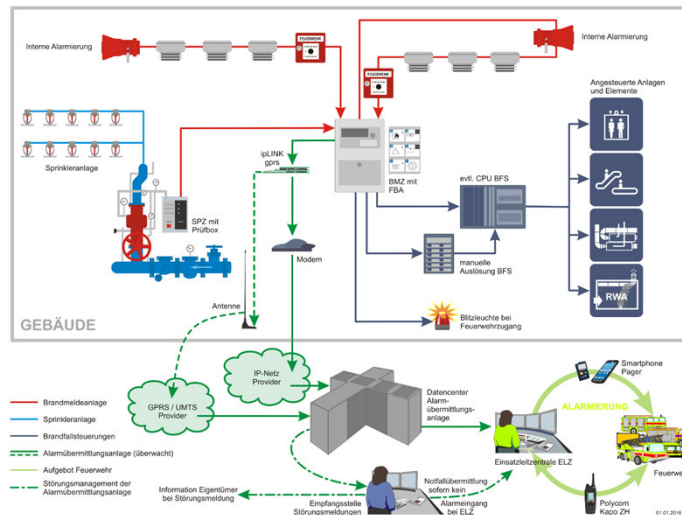 FEUERWEHR
Interne Alarmierung
Interne Alarmierung
FEUERWEHR
Angesteuerte Anlagen
und Elemente
ipLINK
gprs
Sprinkleranlage
BMZ mit
FBA
evtl. CPU BFS
SPZ mit
Prüfbox
Modem
manuelle
Auslösung BFS
RWA
Antenne
Blitzleuchte bei
Feuerwehrzugang
GEBÄUDE
IP-Netz
Provider
Smartphone
Pager
GPRS / UMTS
Provider
Datencenter
Alarm-
übermittlungs-
anlage
ALARMIERUNG
Brandmeldeanlage
Sprinkleranlage
Brandfallsteuerungen
Alarmübermittlungsanlage (überwacht)
Aufgebot Feuerwehr
Störungsmanagement der
Alarmübermittlungsanlage
Einsatzleitzentrale ELZ
Feuerwe
Information Eigentümer
bei Störungsmeldung
Empfangsstelle
Störungsmeldungen
Notfallübermittlung
sofern kein
Alarmeingang
bei ELZ
Polycom
Kapo ZH
01.01.2016